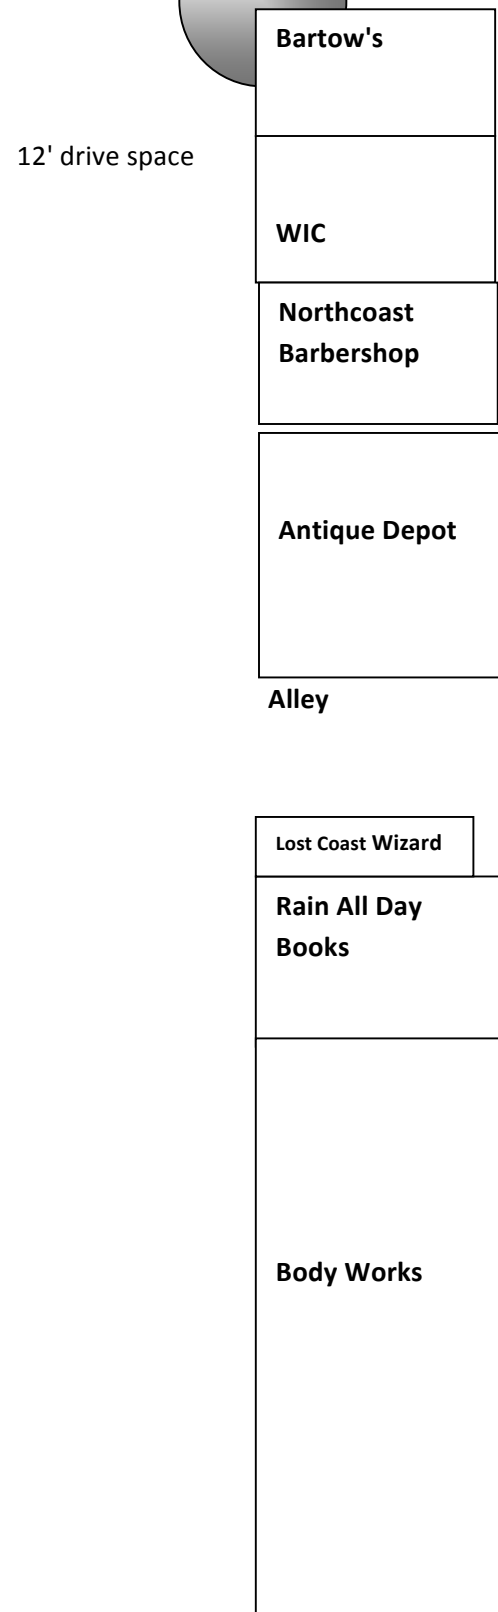 Bartow's
12' drive space
WIC
Northcoast
Barbershop
Antique Depot
Alley
Lost Coast Wizard
Rain All Day
Books
Body Works